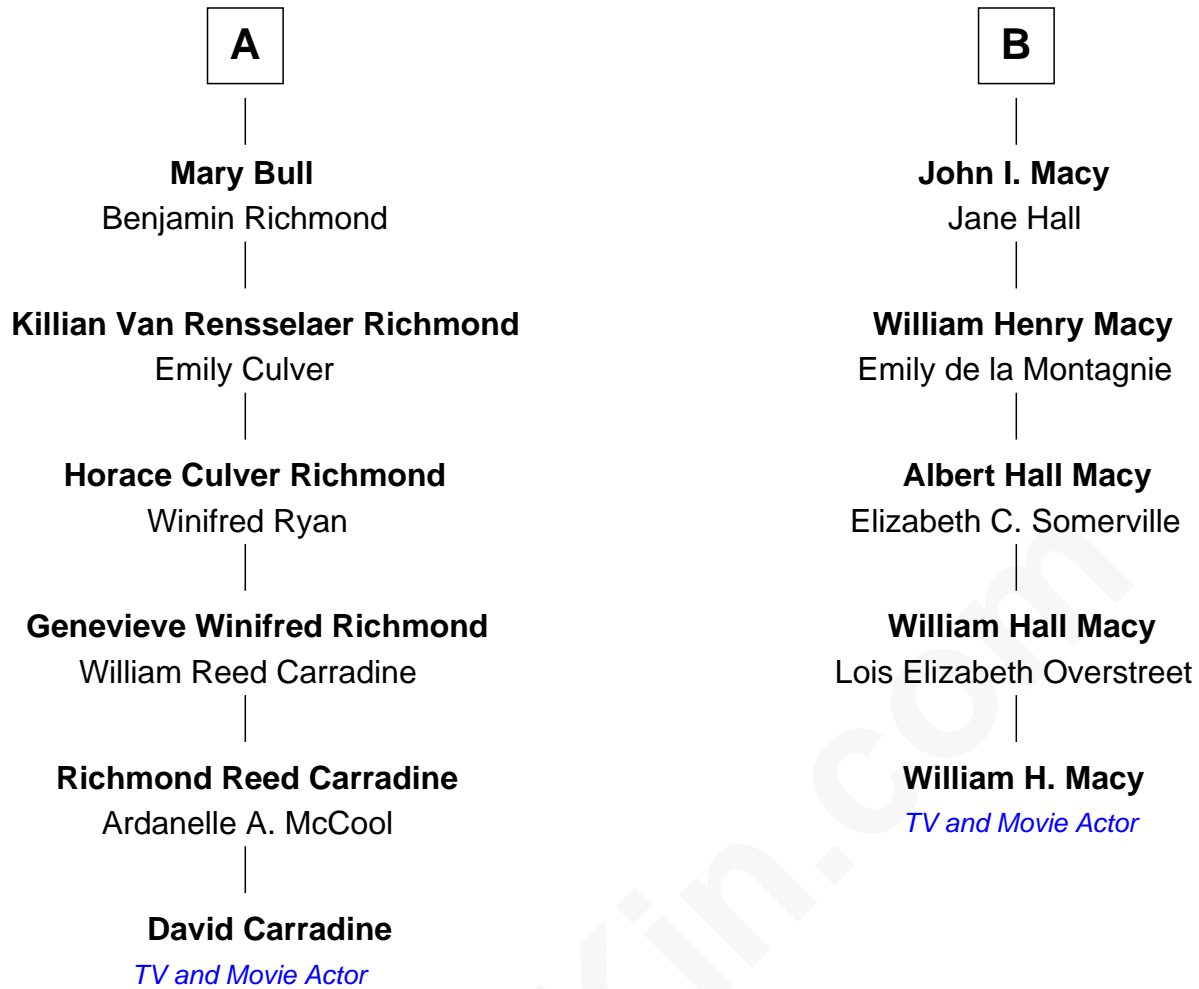 A
Mary Bull
Benjamin Richmond
Killian Van Rensselaer Richmond
Emily Culver
Horace Culver Richmond
Winifred Ryan
Genevieve Winifred Richmond
William Reed Carradine
Richmond Reed Carradine
Ardanelle A. McCool
David Carradine
TV and Movie Actor
B
John I. Macy
Jane Hall
William Henry Macy
Emily de la Montagnie
Albert Hall Macy
Elizabeth C. Somerville
William Hall Macy
Lois Elizabeth Overstreet
William H. Macy
TV and Movie Actor
Kin.com